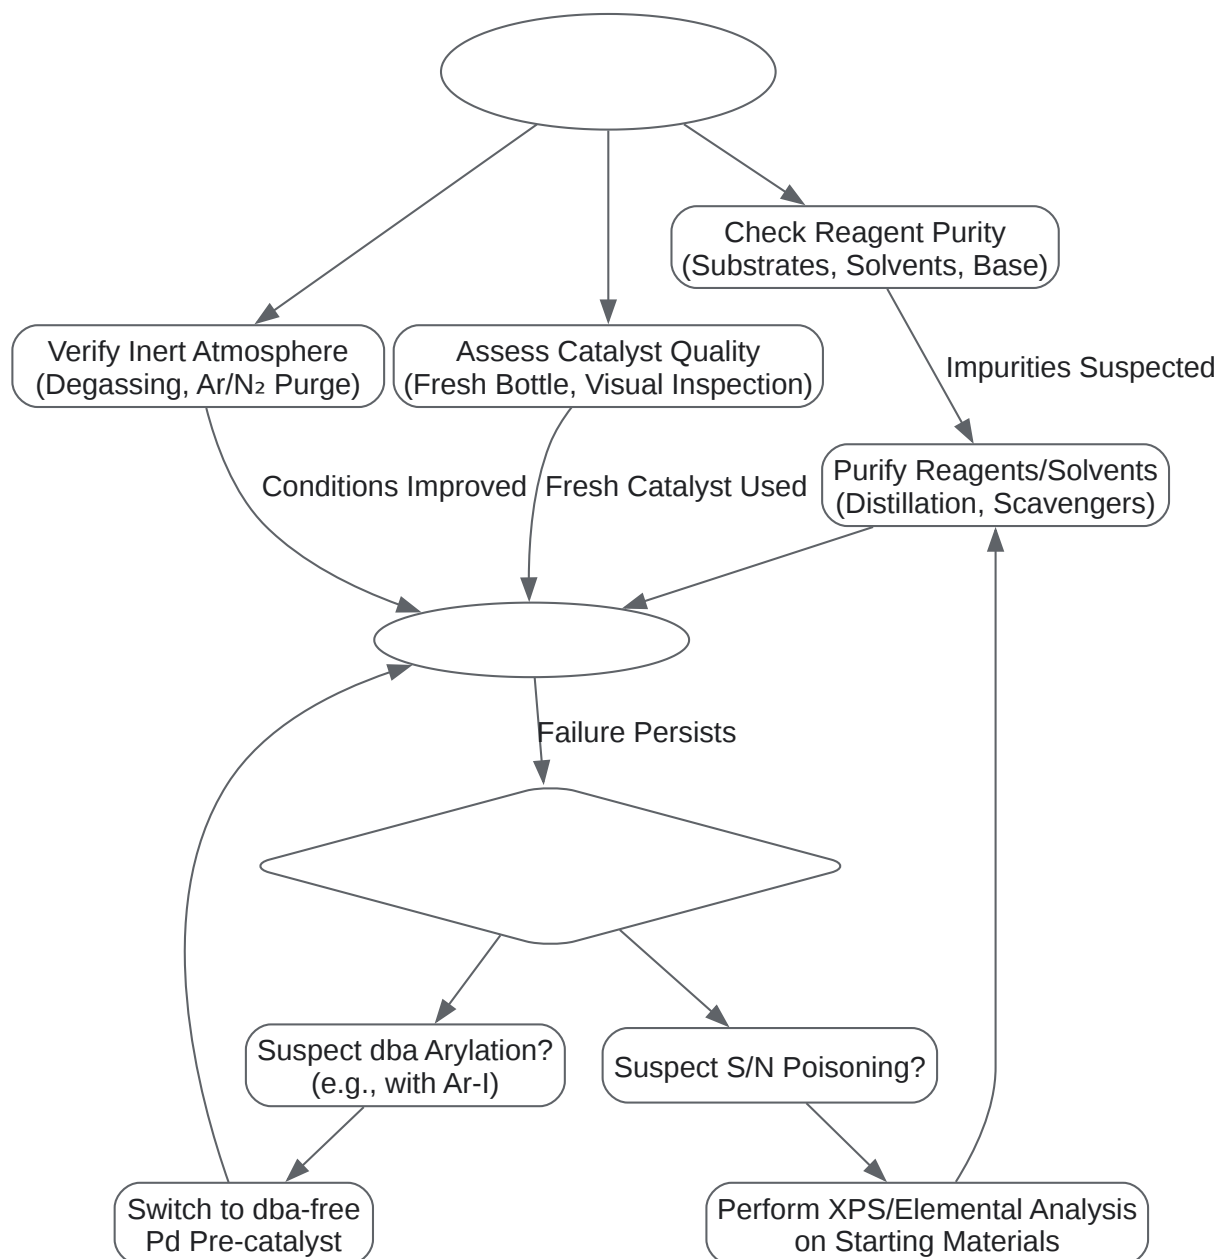 Check Reagent Purity
(Substrates, Solvents, Base)
Verify Inert Atmosphere
(Degassing, Ar/N₂ Purge)
Assess Catalyst Quality
(Fresh Bottle, Visual Inspection)
Impurities Suspected
Purify Reagents/Solvents
(Distillation, Scavengers)
Conditions Improved
Fresh Catalyst Used
Failure Persists
Suspect dba Arylation?
(e.g., with Ar-I)
Suspect S/N Poisoning?
Switch to dba-free
Pd Pre-catalyst
Perform XPS/Elemental Analysis
on Starting Materials